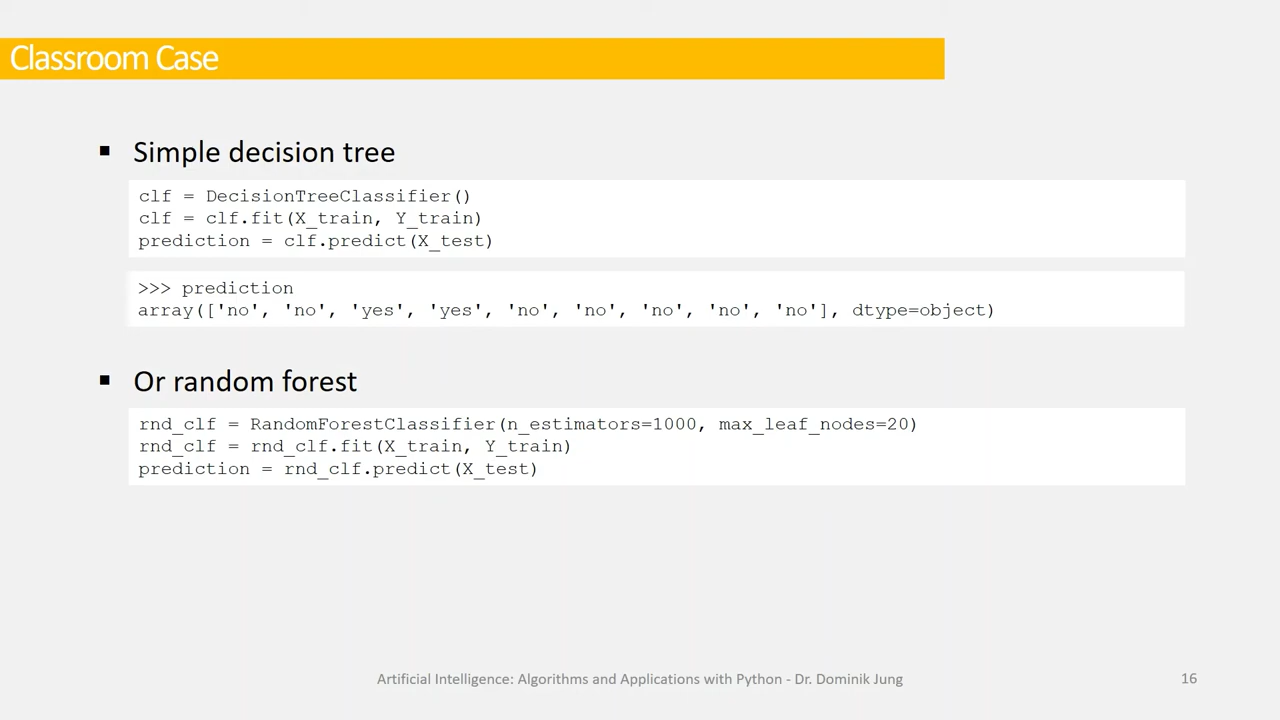 Classroom Case
▪ Simple decision tree
clf = DecisionTreeClassifier()
clf = clf.fit(X_train, Y_train)
prediction = clf.predict(X_test)
>>> prediction
array(['no', 'no', 'yes', 'yes', 'no', 'no', 'no', 'no', 'no'], dtype=object)
▪ Or random forest
rnd_clf = RandomForestClassifier(n_estimators=1000, max_leaf_nodes=20)
rnd_clf = rnd_clf.fit(X_train, Y_train)
prediction = rnd_clf.predict(X_test)
Artificial Intelligence: Algorithms and Applications with Python - Dr. Dominik Jung
16